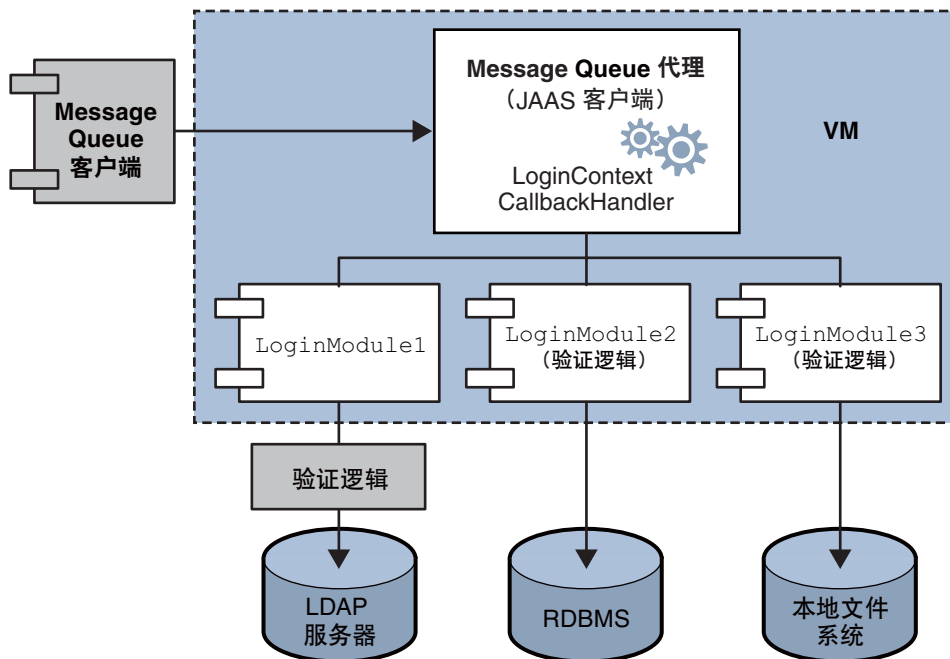 Message
Queue
客户端
Message Queue 代理
（JAAS 客户端）
LoginContext
CallbackHandler
VM
LoginModule1
LoginModule2
（验证逻辑）
LoginModule3
（验证逻辑）
验证逻辑
LDAP
服务器
RDBMS
本地文件
系统